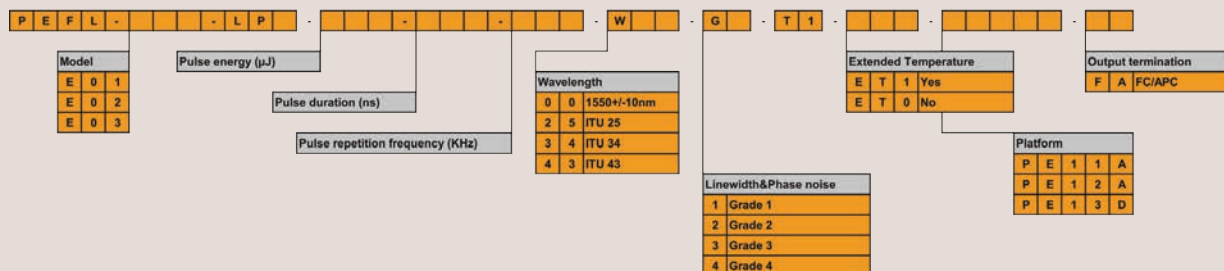 PEFL- -LP - - - - W - G - T1 - - -
Model
E 0 1
E 0 2
E 0 3
Pulse energy (µJ)
Pulse duration (ns)
Pulse repetition frequency (KHz)
Wavelength
0 0 1550+/-10nm
2 5 ITU 25
3 4 ITU 34
4 3 ITU 43
Linewidth&Phase noise
1 Grade 1
2 Grade 2
3 Grade 3
4 Grade 4
Extended Temperature
E T 1 Yes
E T 0 No
Platform
P E 1 1 A
P E 1 2 A
P E 1 3 D
Output termination
F A FC/APC